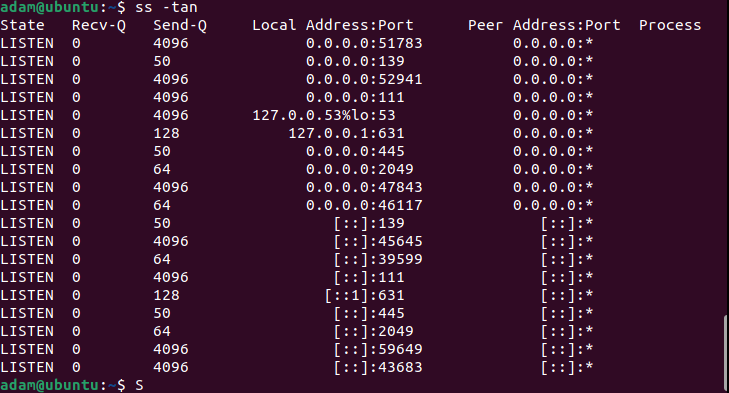 adam@ubuntu:~$ ss -tan
State Recv-Q Send-Q Local Address:Port Peer Address:Port Process
LISTEN 0 4096 0.0.0.0:51783 0.0.0.0:*
LISTEN 0 50 0.0.0.0:139 0.0.0.0:*
LISTEN 0 4096 0.0.0.0:52941 0.0.0.0:*
LISTEN 0 4096 0.0.0.0:111 0.0.0.0:*
LISTEN 0 4096 127.0.0.53%lo:53 0.0.0.0:*
LISTEN 0 128 127.0.0.1:631 0.0.0.0:*
LISTEN 0 50 0.0.0.0:445 0.0.0.0:*
LISTEN 0 64 0.0.0.0:2049 0.0.0.0:*
LISTEN 0 4096 0.0.0.0:47843 0.0.0.0:*
LISTEN 0 64 0.0.0.0:46117 0.0.0.0:*
LISTEN 0 50 [::]:139 [::]:*
LISTEN 0 4096 [::]:45645 [::]:*
LISTEN 0 64 [::]:39599 [::]:*
LISTEN 0 4096 [::]:111 [::]:*
LISTEN 0 128 [::1]:631 [::]:*
LISTEN 0 50 [::]:445 [::]:*
LISTEN 0 64 [::]:2049 [::]:*
LISTEN 0 4096 [::]:59649 [::]:*
LISTEN 0 4096 [::]:43683 [::]:*
adam@ubuntu:~$ S